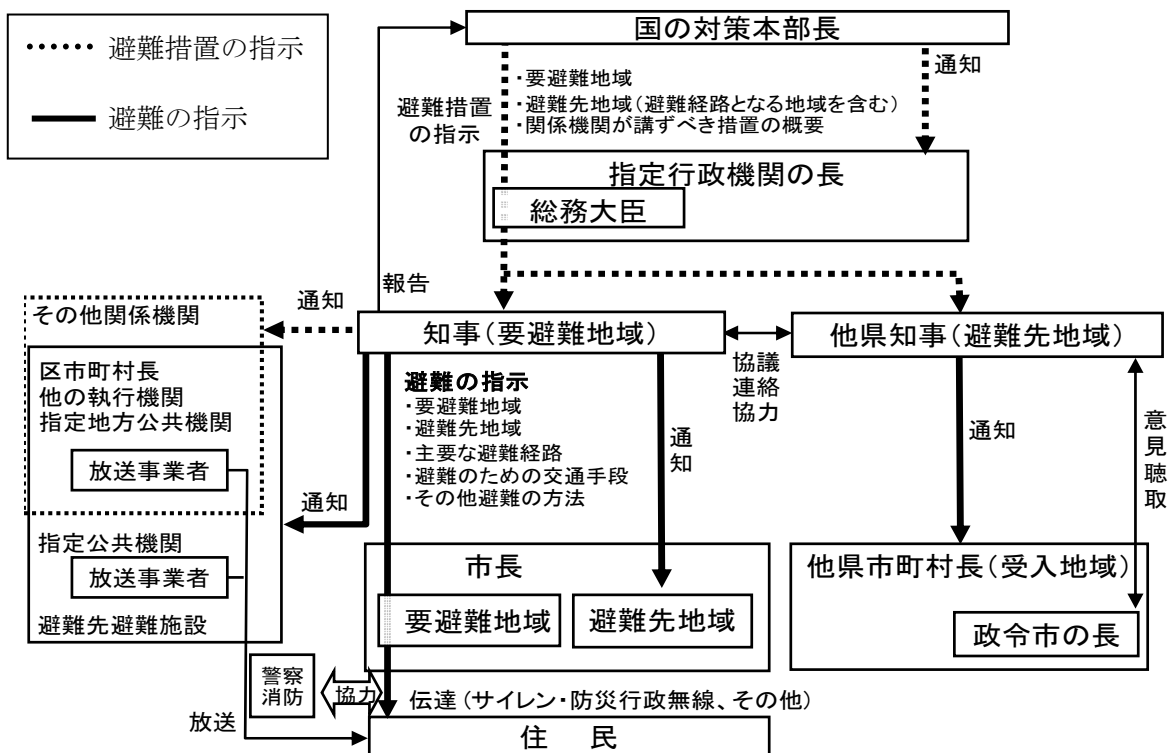 避難措置の指示
避難の指示
国の対策本部長
・要避難地域
・避難先地域(避難経路となる地域を含む)
・関係機関が講ずべき措置の概要
避難措置
の指示
通知
指定行政機関の長
総務大臣
報告
通知
その他関係機関
区市町村長
他の執行機関
指定地方公共機関
放送事業者
指定公共機関
放送事業者
避難先避難施設
通知
知事(要避難地域)
避難の指示
・要避難地域
・避難先地域
・主要な避難経路
・避難のための交通手段
・その他避難の方法
通知
協議
連絡
協力
他県知事(避難先地域)
通知
意見聴取
市長
要避難地域
避難先地域
他県市町村長(受入地域)
政令市の長
警察
消防
協力
伝達(サイレン・防災行政無線、その他)
放送
住 民